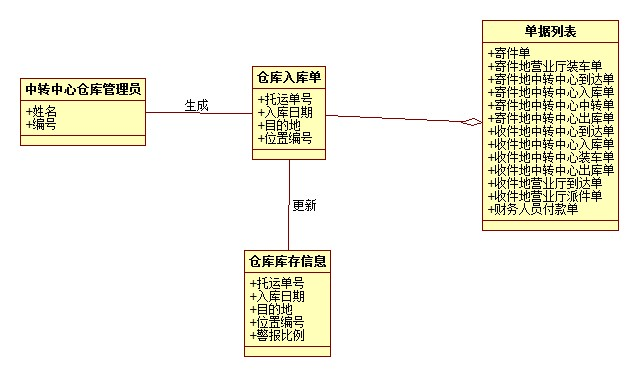 中转中心仓库管理员
+姓名
+编号
生成
仓库入库单
+托运单号
+入库日期
+目的地
+位置编号
更新
仓库库存信息
+托运单号
+入库日期
+目的地
+位置编号
+警报比例
单据列表
+寄件单
+寄件地营业厅装车单
+寄件地中转中心到达单
+寄件地中转中心入库单
+寄件地中转中心中转单
+寄件地中转中心出库单
+收件地中转中心到达单
+收件地中转中心入库单
+收件地中转中心装车单
+收件地中转中心出库单
+收件地营业厅到达单
+收件地营业厅派件单
+财务人员付款单